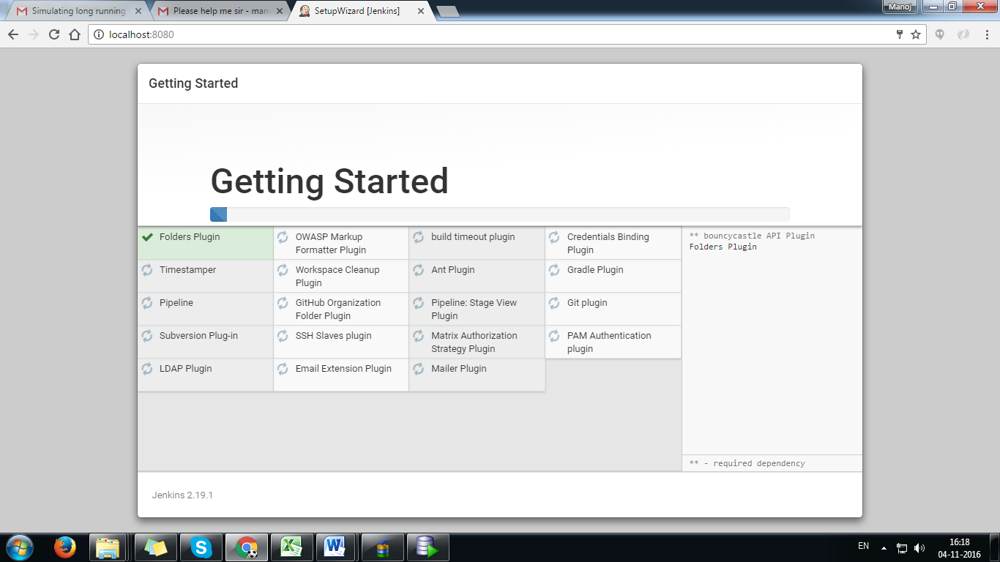 Simulating long running
Please help me sir - man
SetupWizard [Jenkins]
Manoj
localhost:8080
Getting Started
Getting Started
Folders Plugin
OWASP Markup
Formatter Plugin
build timeout plugin
Credentials Binding
Plugin
Timestamper
Workspace Cleanup
Plugin
Ant Plugin
Gradle Plugin
Pipeline
GitHub Organization
Folder Plugin
Pipeline: Stage View
Plugin
Git plugin
Subversion Plug-in
SSH Slaves plugin
Matrix Authorization
Strategy Plugin
PAM Authentication
plugin
LDAP Plugin
Email Extension Plugin
Mailer Plugin
** bouncycastle API Plugin
Folders Plugin
** - required dependency
Jenkins 2.19.1
EN
16:18
04-11-2016